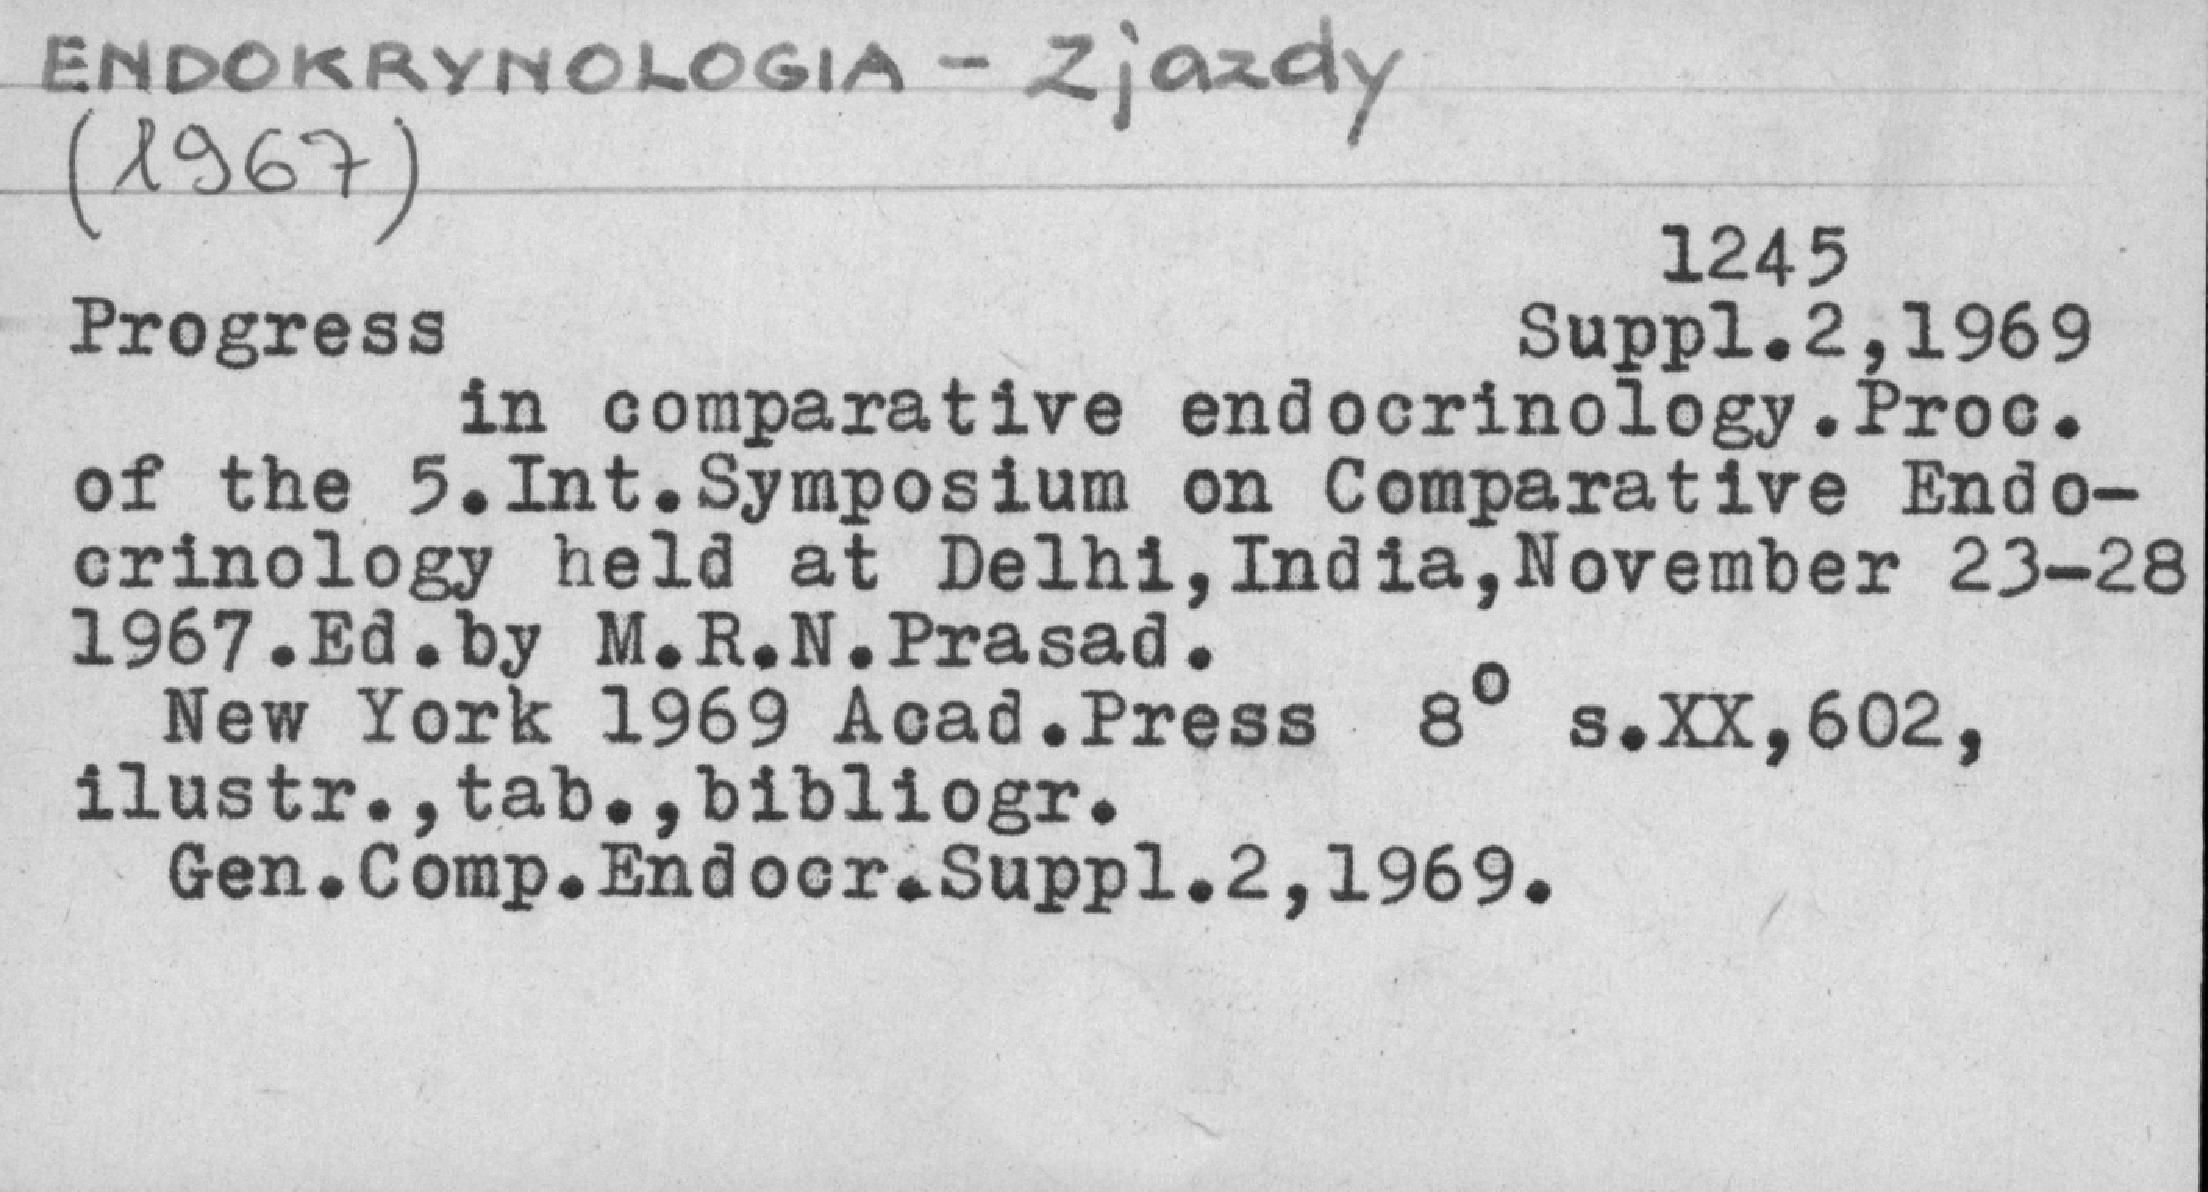 ENDOKRYNOLOGIA - Zjazdy
(1967)
1245
Progress Suppl.2,1969
in comparative endocrinology.Proc.
of the 5.Int.Symposium on Comparative Endo-
crinology held at Delhi,India,November 23-28
1967.Ed.by M.R.N.Prasad.
New York 1969 Acad.Press 8° s.XX,602,
ilustr.,tab.,bibliogr.
Gen.Comp.Endocr.Suppl.2,1969.